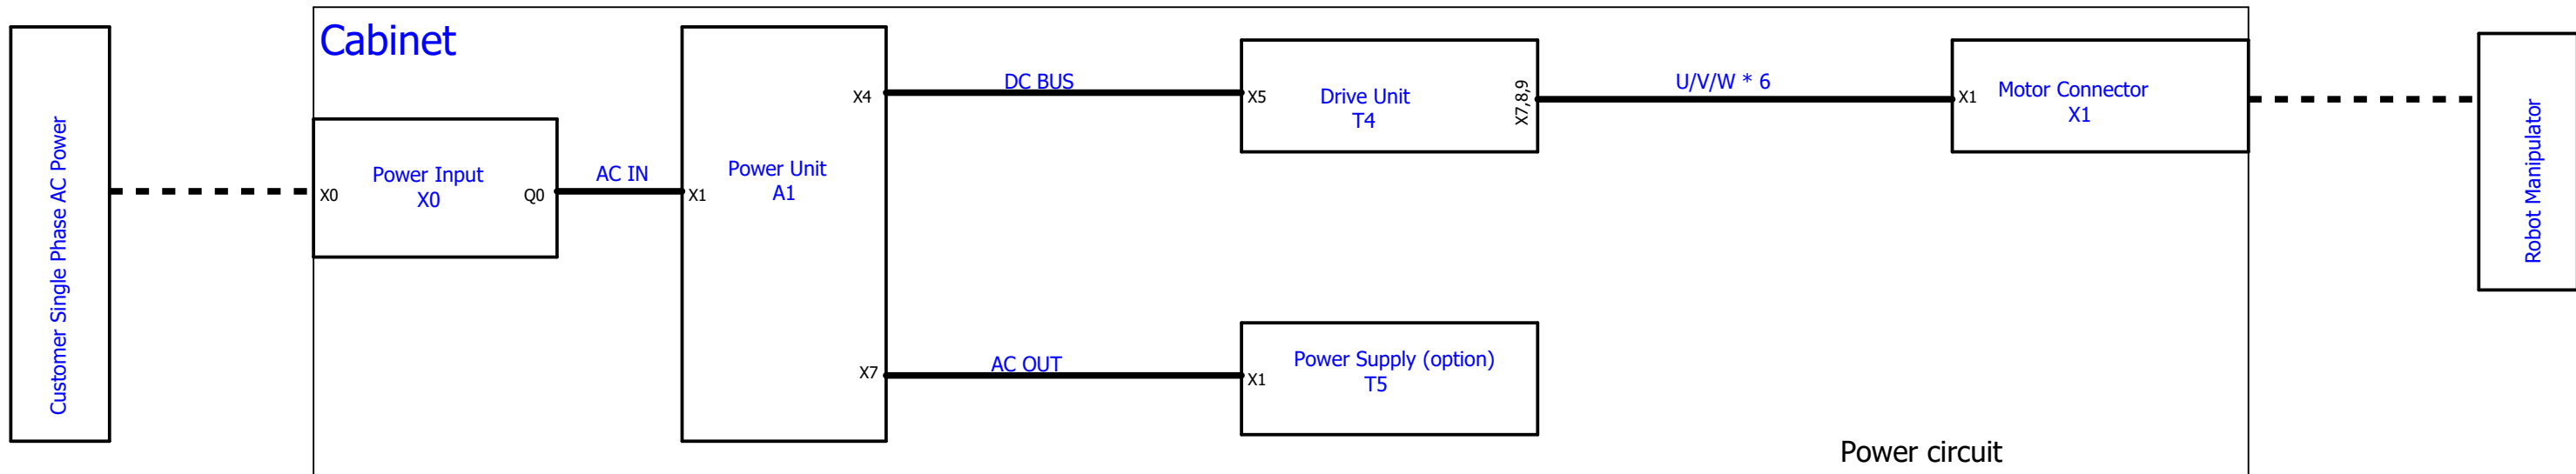 Cabinet
Customer Single Phase AC Power
X0
Power Input
X0
Q0
AC IN
X1
Power Unit
A1
X4
DC BUS
X5
Drive Unit
T4
X7,8,9
U/V/W * 6
X1
Motor Connector
X1
Robot Manipulator
X7
AC OUT
X1
Power Supply (option)
T5
Power circuit